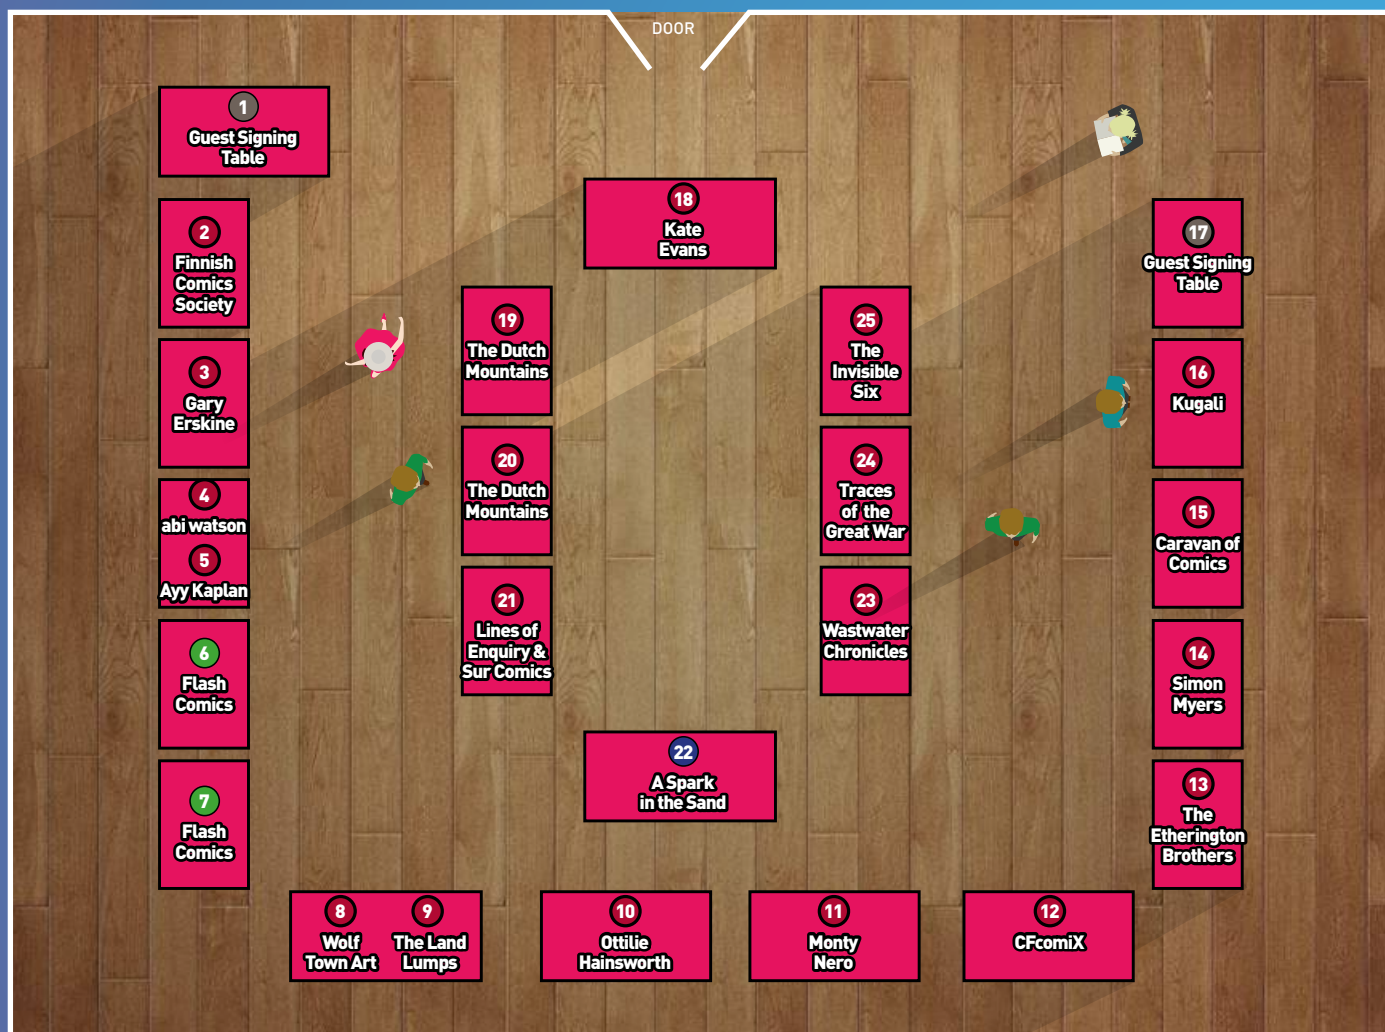 DOOR
1
Guest Signing
Table
2
Finnish
Comics
Society
3
Gary
Erskine
4
abi watson
5
Ayy Kaplan
6
Flash
Comics
7
Flash
Comics
8
Wolf
Town Art
9
The Land
Lumps
10
Ottilie
Hainsworth
11
Monty
Nero
12
CFcomiX
13
The
Etherington
Brothers
14
Simon
Myers
15
Caravan of
Comics
16
Kugali
17
Guest Signing
Table
18
Kate
Evans
19
The Dutch
Mountains
20
The Dutch
Mountains
21
Lines of
Enquiry &
Sur Comics
22
A Spark
in the Sand
23
Wastwater
Chronicles
24
Traces
of the
Great War
25
The
Invisible
Six